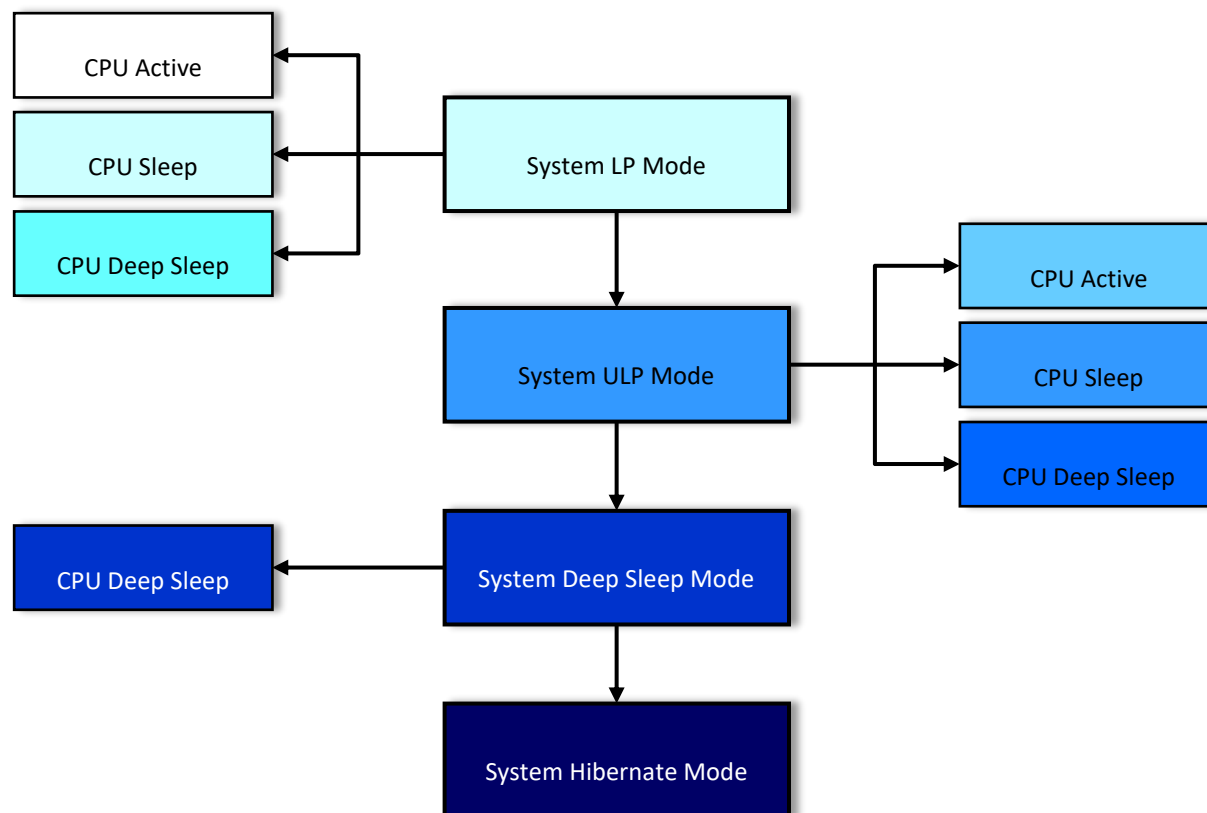 CPU Active
CPU Sleep
System LP Mode
CPU Deep Sleep
CPU Active
System ULP Mode
CPU Sleep
CPU Deep Sleep
CPU Deep Sleep
System Deep Sleep Mode
System Hibernate Mode